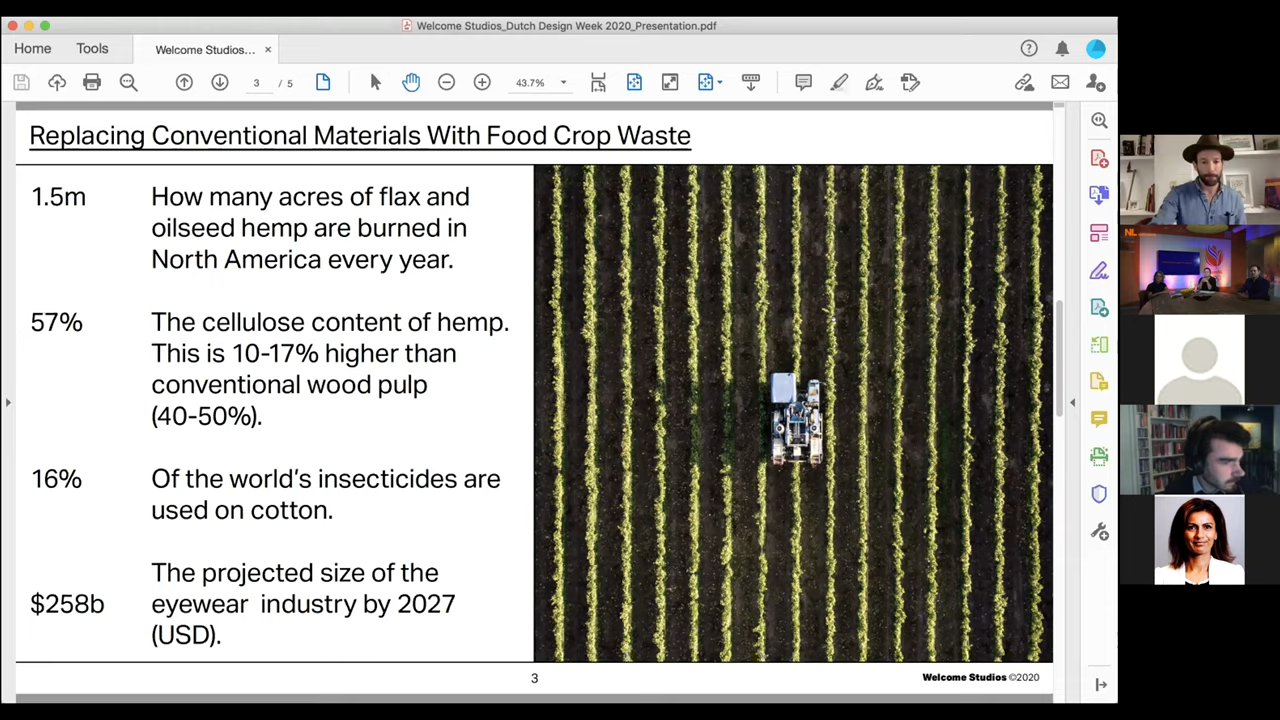 Welcome Studios_Dutch Design Week 2020_Presentation.pdf
Home Tools Welcome Studios... ×
3 / 5 43.7%
Replacing Conventional Materials With Food Crop Waste
1.5m How many acres of flax and
oilseed hemp are burned in
North America every year.
57% The cellulose content of hemp.
This is 10-17% higher than
conventional wood pulp
(40-50%).
16% Of the world's insecticides are
used on cotton.
The projected size of the
$258b eyewear industry by 2027
(USD).
3
Welcome Studios ©2020
NL